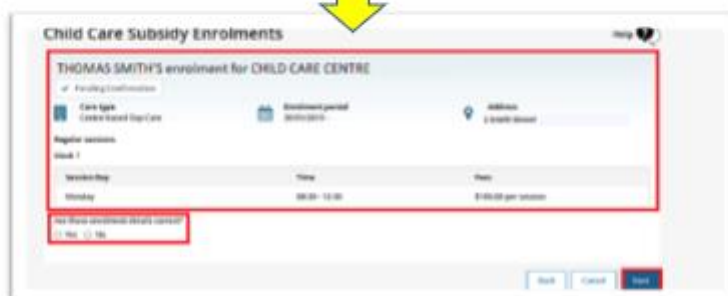 Child Care Subsidy Enrolments
Help
THOMAS SMITH'S enrolment for CHILD CARE CENTRE
Pending Confirmation
Care type
Centre Based Day Care
Enrolment period
Address
Regular sessions
Week 1
Session Day
Time
Fees
Monday
$100.00 per session
Are these enrolment details correct?
Yes
No
Back
Cancel
Next